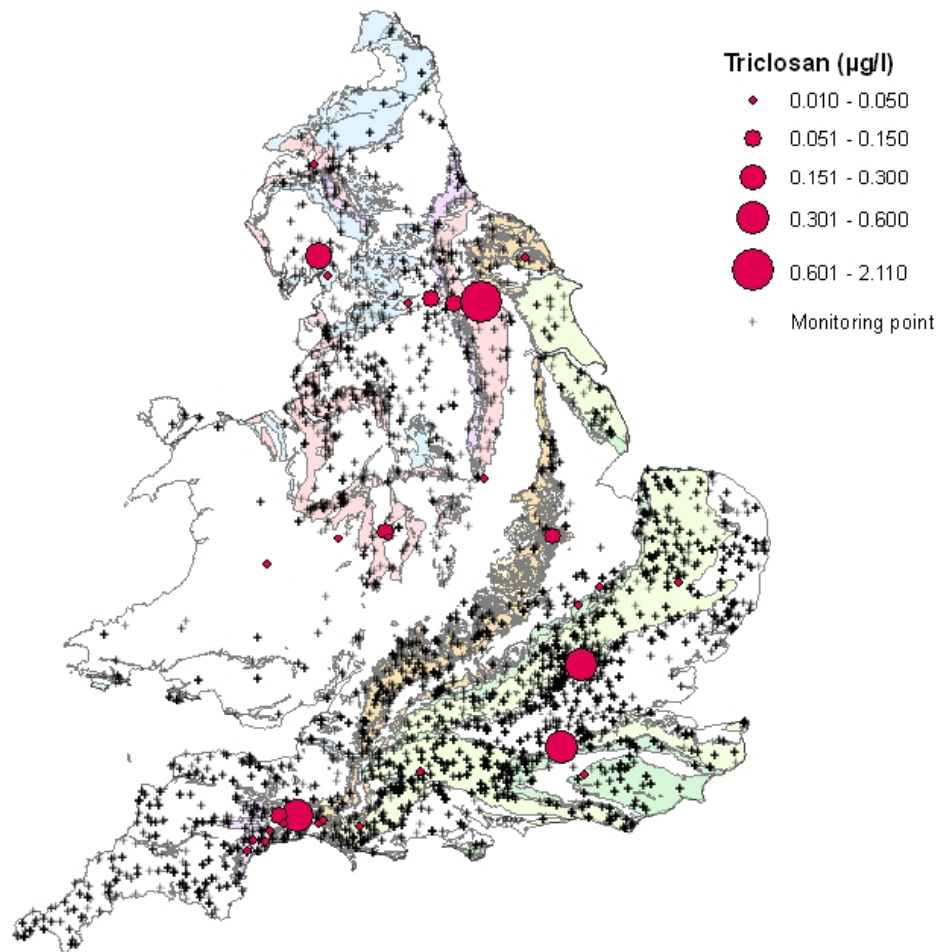 Triclosan (µg/l)
0.010 - 0.050
0.051 - 0.150
0.151 - 0.300
0.301 - 0.600
0.601 - 2.110
Monitoring point